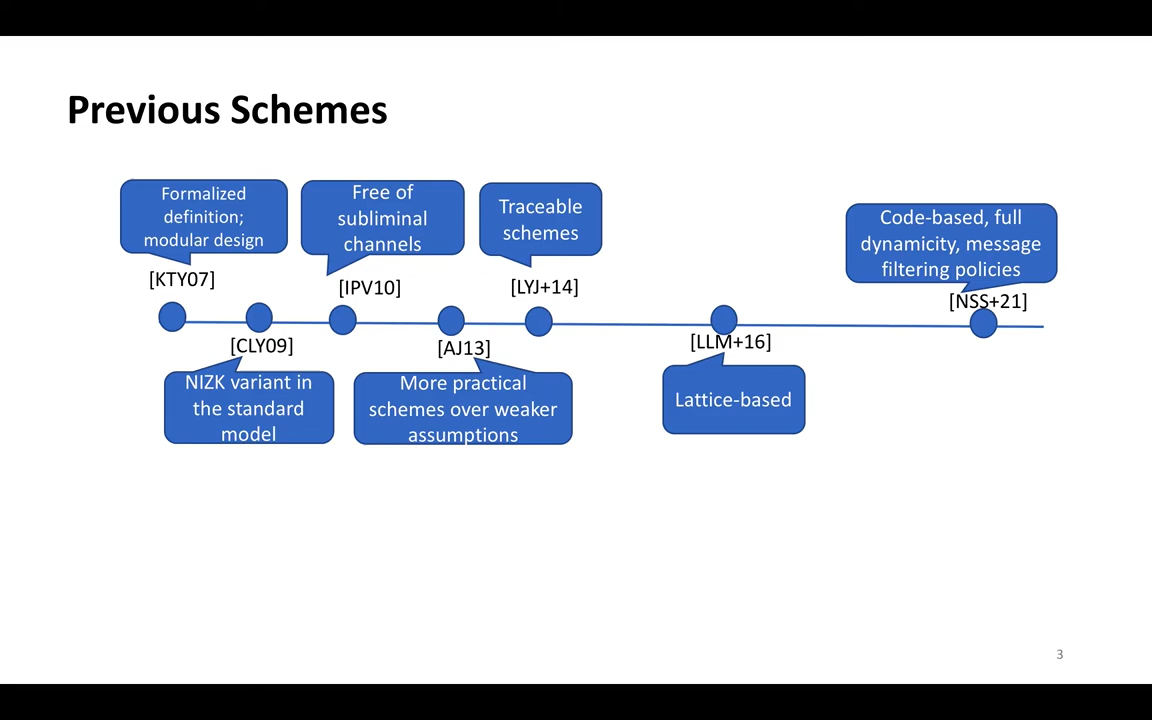 Previous Schemes
Formalized
definition;
modular design
Free of
subliminal
channels
Traceable
schemes
Code-based, full
dynamicity, message
filtering policies
[KTY07]
[IPV10]
[LYJ+14]
[NSS+21]
[CLY09]
[AJ13]
[LLM+16]
NIZK variant in
the standard
model
More practical
schemes over weaker
assumptions
Lattice-based
3